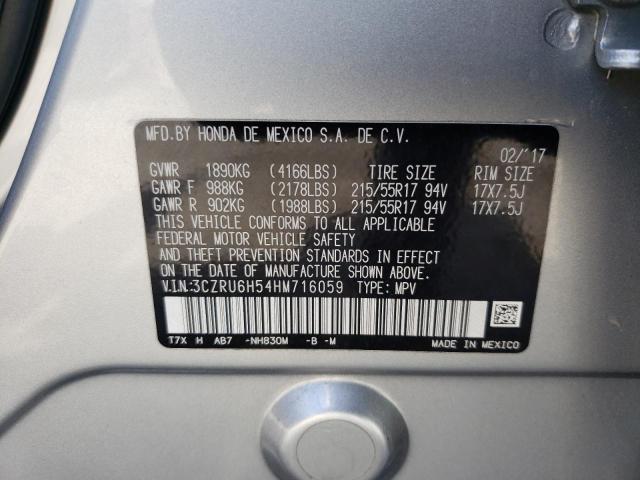 MFD.BY HONDA DE MEXICO S.A. DE C.V.
02/'17
GVWR 1890KG (4166LBS) TIRE SIZE RIM SIZE
GAWR F 988KG (2178LBS) 215/55R17 94V 17X7.5J
GAWR R 902KG (1988LBS) 215/55R17 94V 17X7.5J
THIS VEHICLE CONFORMS TO ALL APPLICABLE
FEDERAL MOTOR VEHICLE SAFETY
AND THEFT PREVENTION STANDARDS IN EFFECT
ON THE DATE OF MANUFACTURE SHOWN ABOVE.
V.I.N.:3CZRU6H54HM716059 TYPE: MPV
T7X H AB7 -NH830M -B -M MADE IN MEXICO